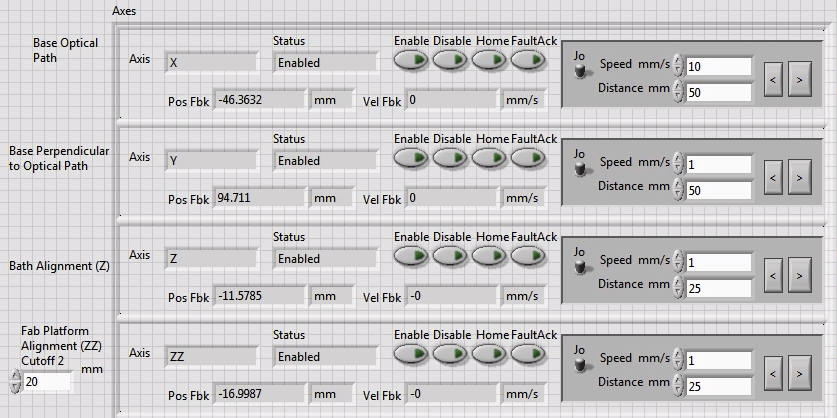 Axes
Base Optical
Path
Axis X
Status
Enabled
Enable Disable Home FaultAck
Pos Fbk -46.3632 mm Vel Fbk 0 mm/s
Jo
Speed mm/s 10
Distance mm 50
< >
Base Perpendicular
to Optical Path
Axis Y
Status
Enabled
Enable Disable Home FaultAck
Pos Fbk 94.711 mm Vel Fbk 0 mm/s
Jo
Speed mm/s 1
Distance mm 50
< >
Bath Alignment (Z)
Axis Z
Status
Enabled
Enable Disable Home FaultAck
Pos Fbk -11.5785 mm Vel Fbk -0 mm/s
Jo
Speed mm/s 1
Distance mm 25
< >
Fab Platform
Alignment (ZZ)
Cutoff 2
20 mm
Axis ZZ
Status
Enabled
Enable Disable Home FaultAck
Pos Fbk -16.9987 mm Vel Fbk -0 mm/s
Jo
Speed mm/s 1
Distance mm 25
< >